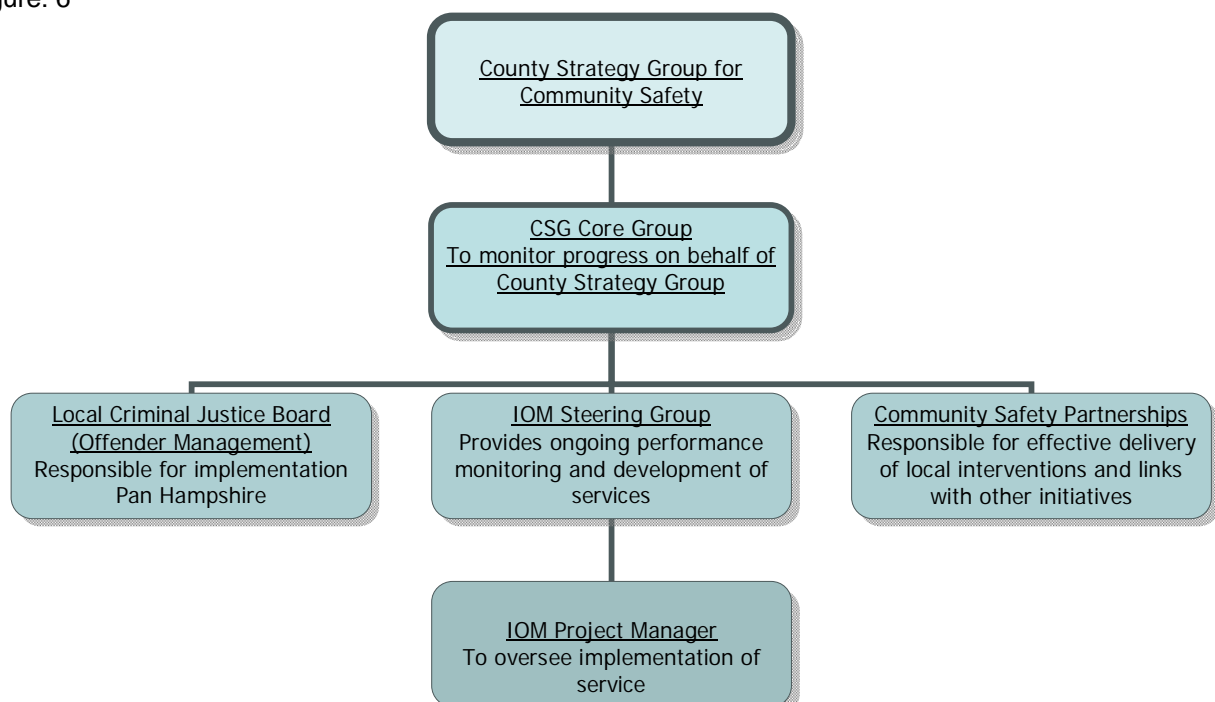 gure: 6
County Strategy Group for
Community Safety
CSG Core Group
To monitor progress on behalf of
County Strategy Group
Local Criminal Justice Board
(Offender Management)
Responsible for implementation
Pan Hampshire
IOM Steering Group
Provides ongoing performance
monitoring and development of
services
Community Safety Partnerships
Responsible for effective delivery
of local interventions and links
with other initiatives
IOM Project Manager
To oversee implementation of
service